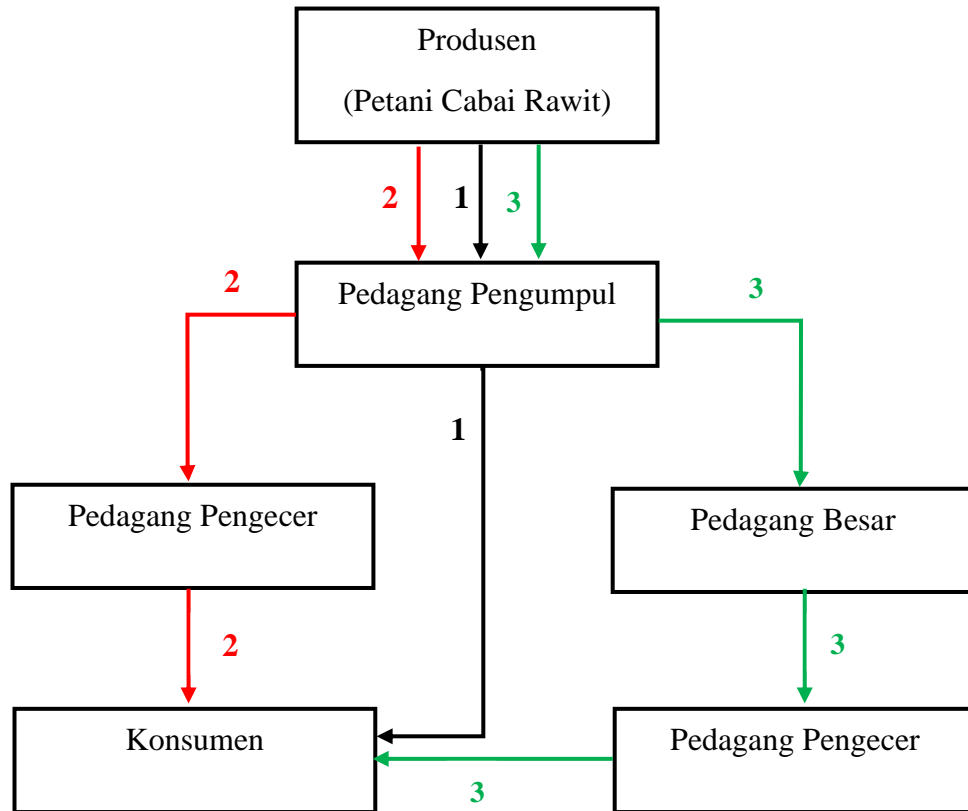 Produsen
(Petani Cabai Rawit)
2
1
3
Pedagang Pengumpul
2
3
1
Pedagang Pengecer
Pedagang Besar
2
3
Konsumen
Pedagang Pengecer
3